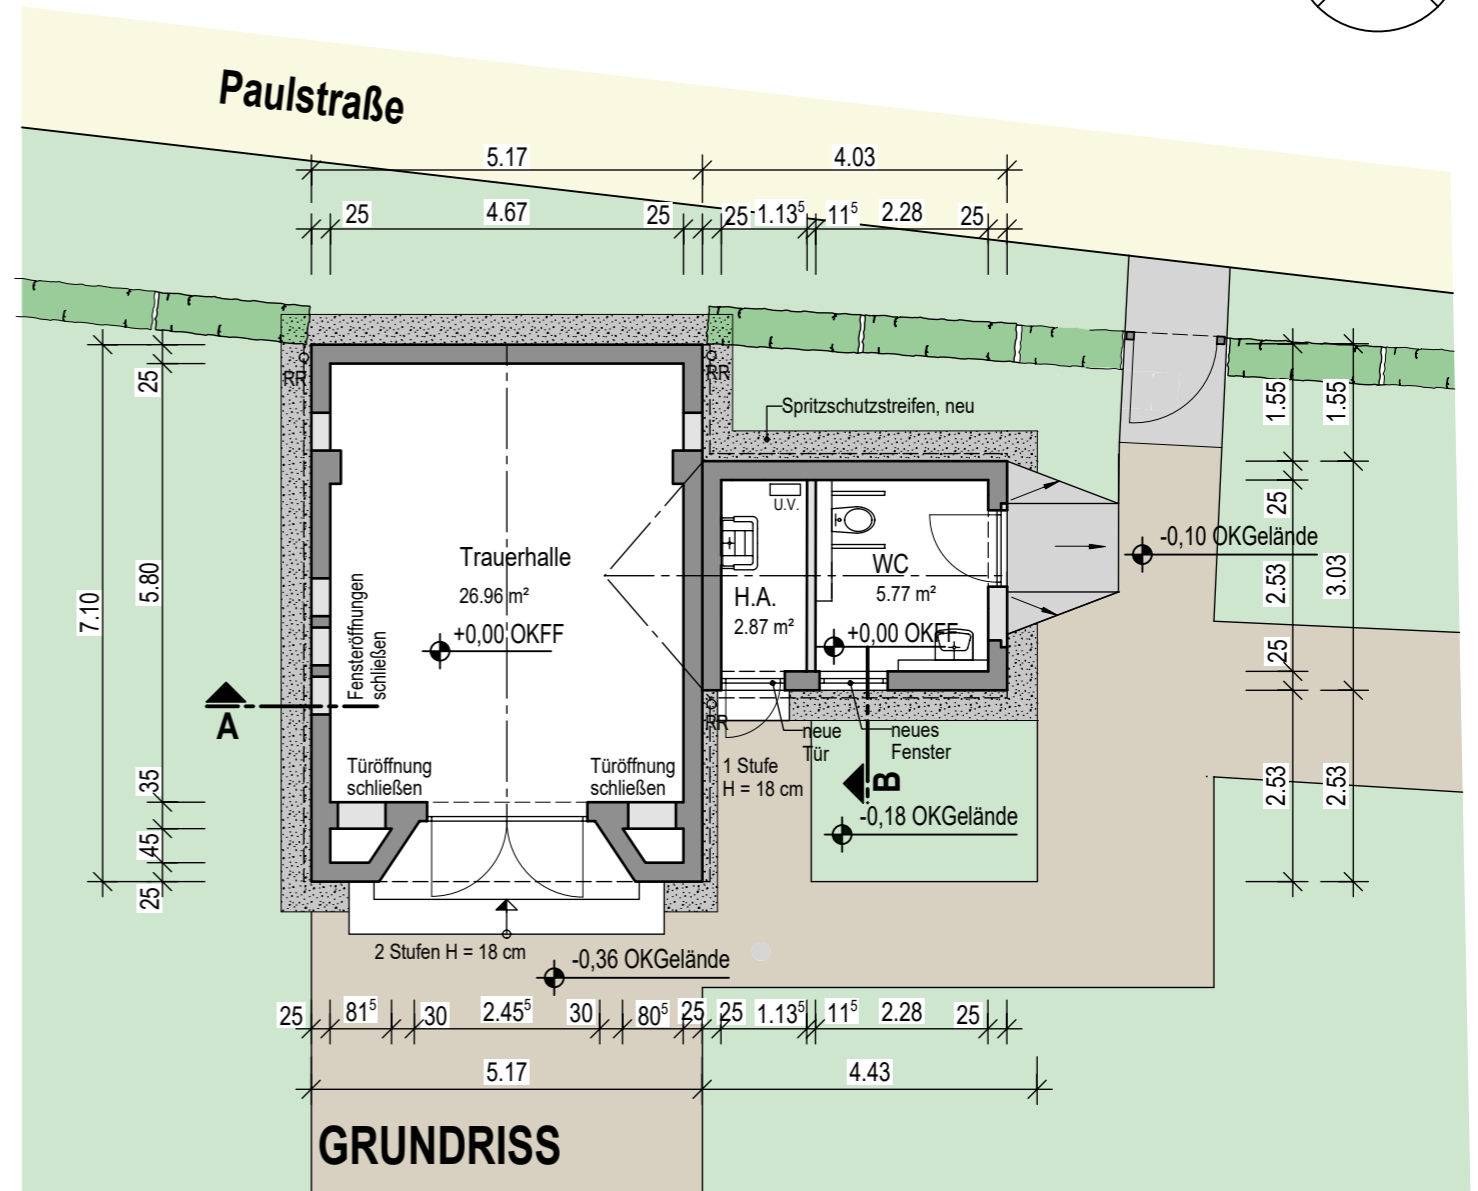 Paulstraße
5.17
4.03
25
4.67
25
25
1.13⁵
11⁵
2.28
25
RR
RR
Spritzschutzstreifen, neu
25
5.80
7.10
35
45
25
1.55
1.55
25
2.53
3.03
25
2.53
2.53
U.V.
-0,10 OKGelände
Trauerhalle
26.96 m²
+0,00 OKFF
WC
5.77 m²
H.A.
2.87 m²
+0,00 OKFF
Fensteröffnungen
schließen
A
RR
neue
Tür
neues
Fenster
Türöffnung
schließen
Türöffnung
schließen
1 Stufe
H = 18 cm
B
-0,18 OKGelände
2 Stufen H = 18 cm
-0,36 OKGelände
25
81⁵
30
2.45⁵
30
80⁵
25
25
1.13⁵
11⁵
2.28
25
5.17
4.43
GRUNDRISS